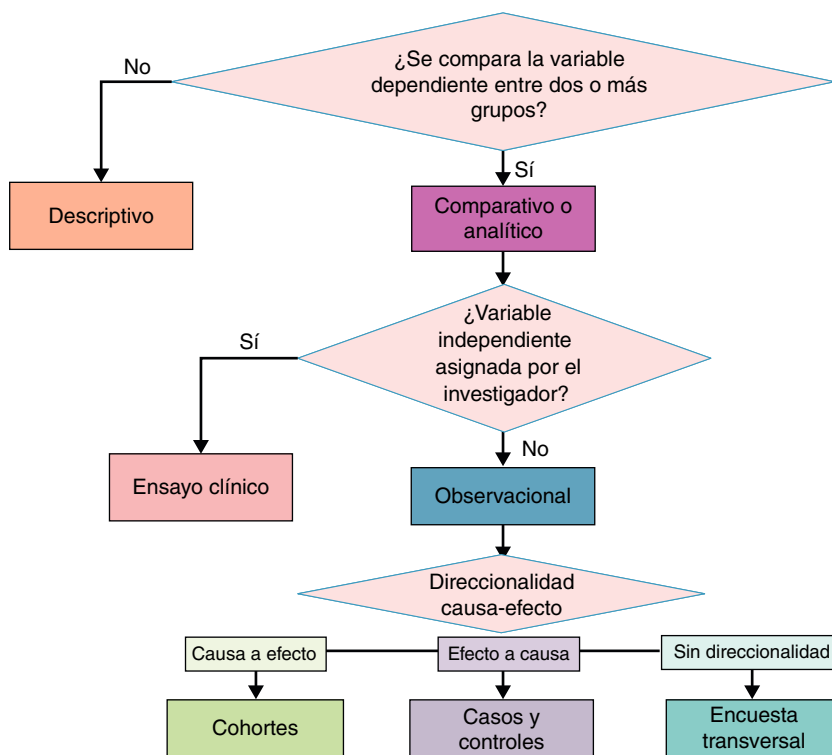 ¿Se compara la variable
dependiente entre dos o más
grupos?
No
Sí
Descriptivo
Comparativo o
analítico
¿Variable
independiente
asignada por el
investigador?
Sí
No
Ensayo clínico
Observacional
Direccionalidad
causa-efecto
Causa a efecto
Efecto a causa
Sin direccionalidad
Cohortes
Casos y
controles
Encuesta
transversal